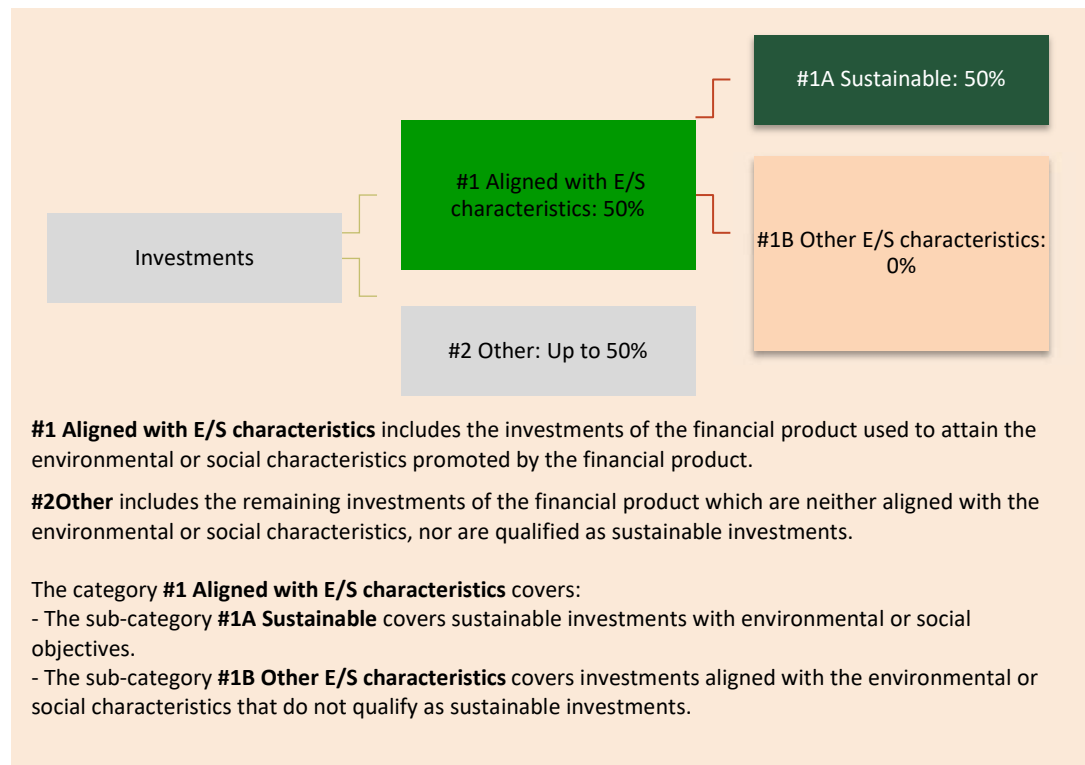 #1A Sustainable: 50%
#1 Aligned with E/S
characteristics: 50%
Investments
#1B Other E/S characteristics:
0%
#2 Other: Up to 50%
#1 Aligned with E/S characteristics includes the investments of the financial product used to attain the
environmental or social characteristics promoted by the financial product.
#2Other includes the remaining investments of the financial product which are neither aligned with the
environmental or social characteristics, nor are qualified as sustainable investments.
The category #1 Aligned with E/S characteristics covers:
- The sub-category #1A Sustainable covers sustainable investments with environmental or social
objectives.
- The sub-category #1B Other E/S characteristics covers investments aligned with the environmental or
social characteristics that do not qualify as sustainable investments.